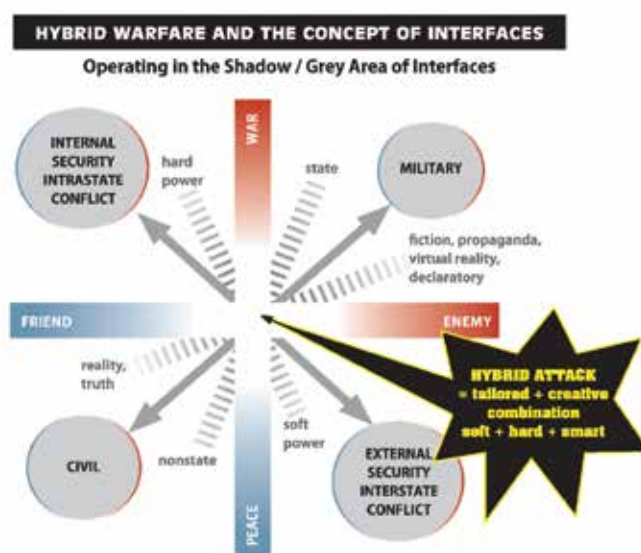 HYBRID WARFARE AND THE CONCEPT OF INTERFACES
Operating in the Shadow / Grey Area of Interfaces
INTERNAL
SECURITY
INTRASTATE
CONFLICT
hard
power
WAR
state
MILITARY
fiction, propaganda,
virtual reality,
declaratory
FRIEND
ENEMY
reality,
truth
HYBRID ATTACK
= tailored + creative
combination
soft + hard + smart
CIVIL
nonstate
PEACE
soft
power
EXTERNAL
SECURITY
INTERSTATE
CONFLICT